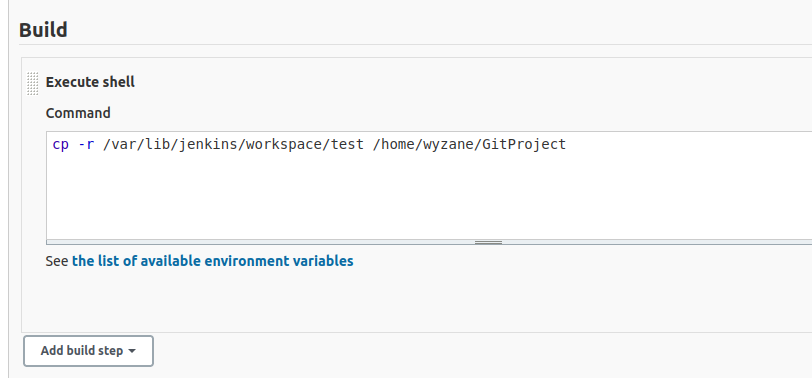 Build
Execute shell
Command
cp -r /var/lib/jenkins/workspace/test /home/wyzane/GitProject
See the list of available environment variables
Add build step